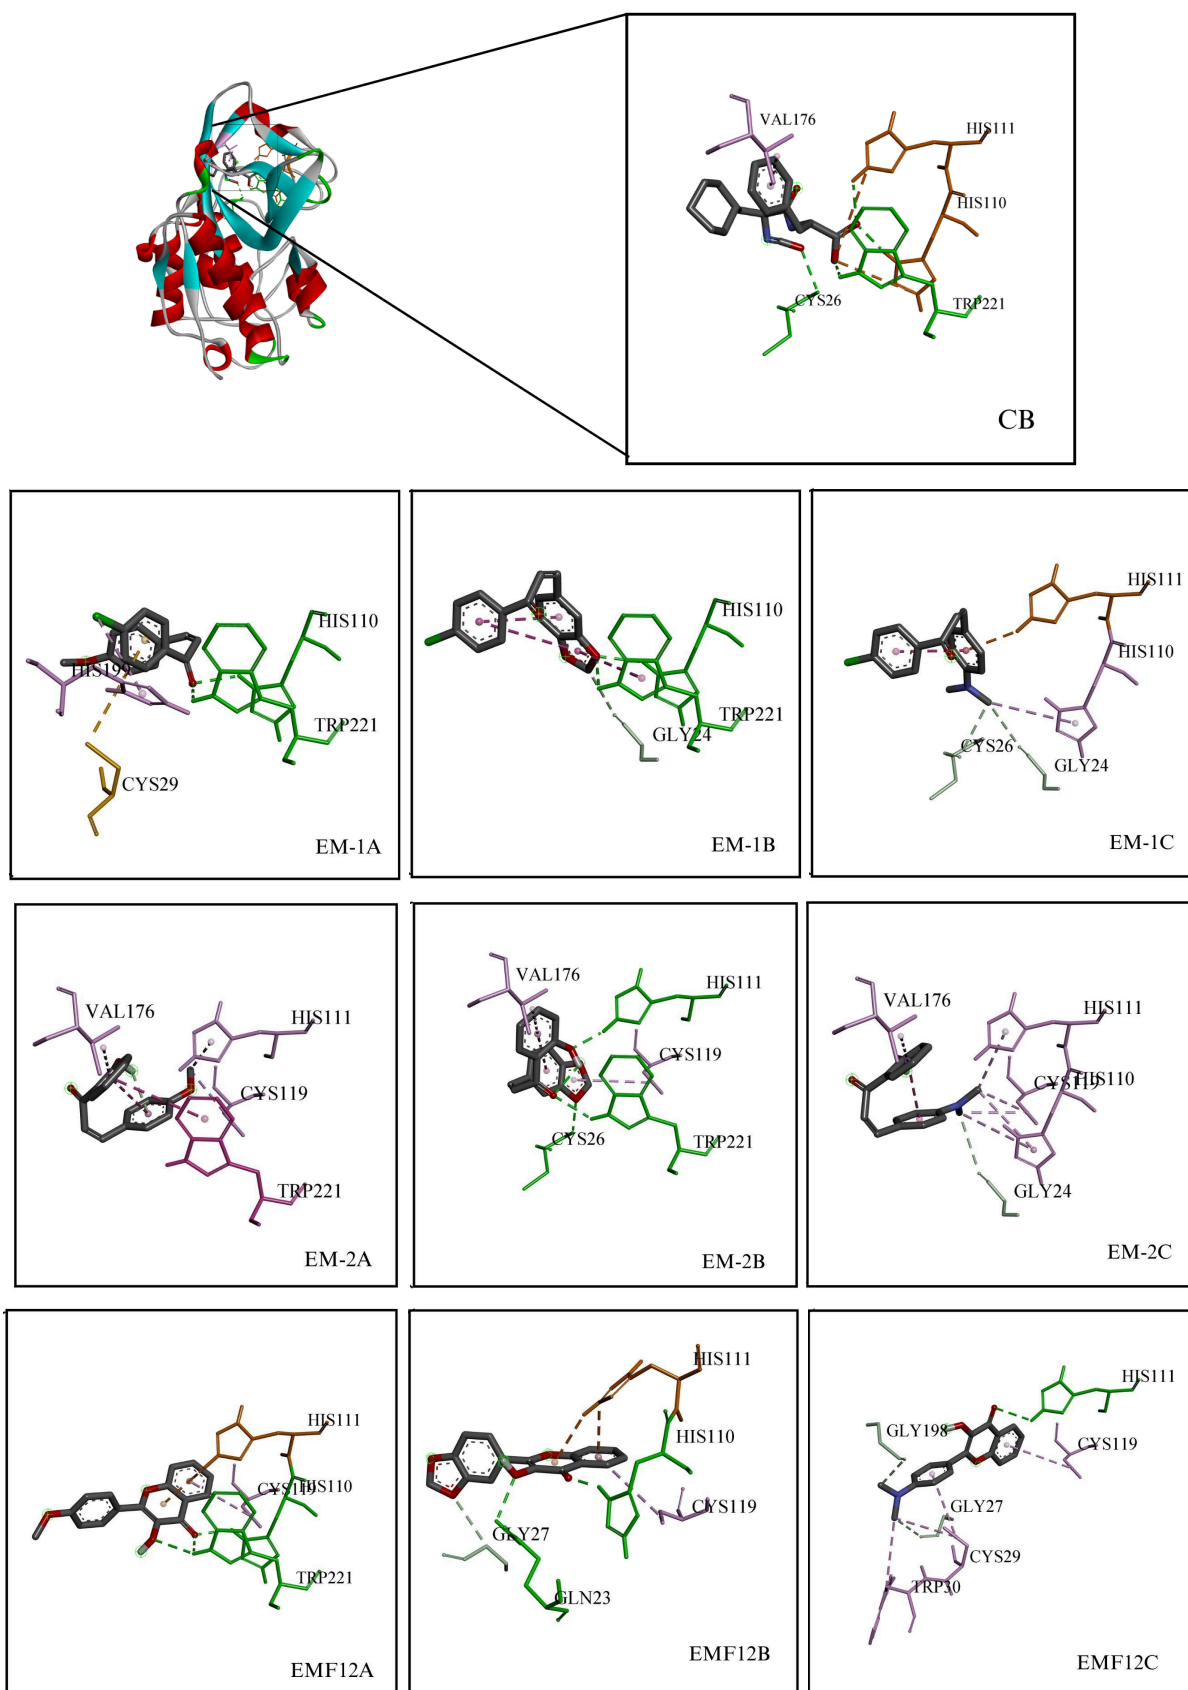 VAL176
HIS111
HIS110
CYS26
TRP221
CB
HIS110
HIS199
TRP221
CYS29
EM-1A
HIS110
TRP221
GLY24
EM-1B
HIS111
HIS110
CYS26
GLY24
EM-1C
VAL176
HIS111
CYS119
TRP221
EM-2A
VAL176
HIS111
CYS119
CYS26
TRP221
EM-2B
VAL176
HIS111
CYS119
HIS110
GLY24
EM-2C
HIS111
CYS119
HIS110
TRP221
EMF12A
HIS111
HIS110
CYS119
GLY27
GLN23
EMF12B
HIS111
GLY198
CYS119
GLY27
CYS29
TRP30
EMF12C